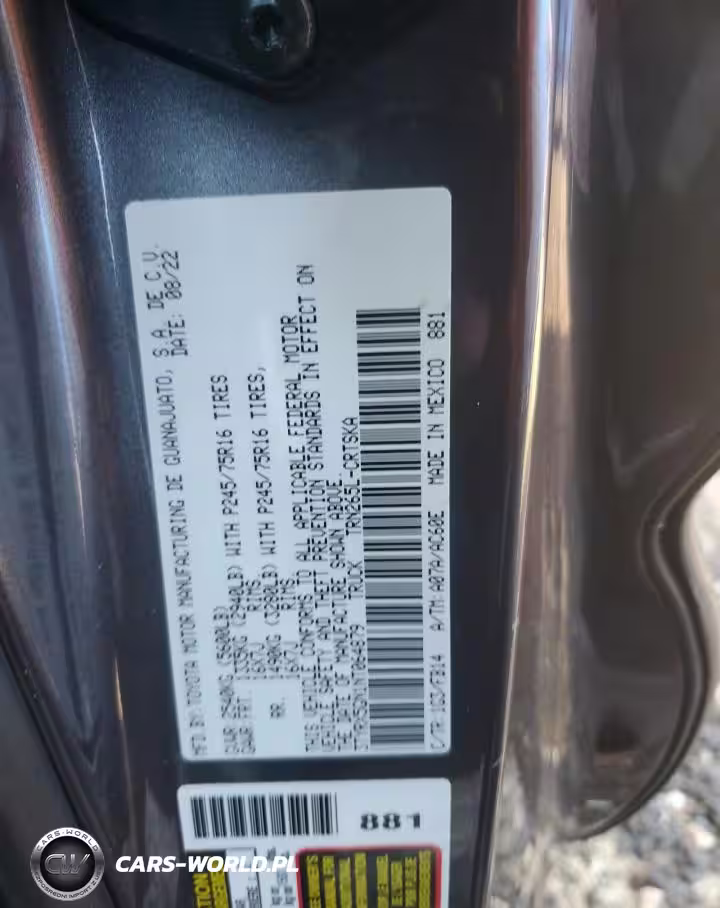 MFD.BY:TOYOTA MOTOR MANUFACTURING DE GUANAJUATO, S.A. DE C.V.
DATE: 08/22
GVWR 2540KG (5600LB)
GAWR FRT. 1335KG (2940LB) WITH P245/75R16 TIRES
16X7J RIMS
RR. 1490KG (3280LB) WITH P245/75R16 TIRES,
16X7J RIMS.
THIS VEHICLE CONFORMS TO ALL APPLICABLE FEDERAL MOTOR
VEHICLE SAFETY AND THEFT PREVENTION STANDARDS IN EFFECT ON
THE DATE OF MANUFACTURE SHOWN ABOVE
TRUCK TRN265L-CRTSKA
C/TR:1G3/FB14 A/TM:A07A/AC60E MADE IN MEXICO 881
881
CARS-WORLD
CW
CARS-WORLD.PL